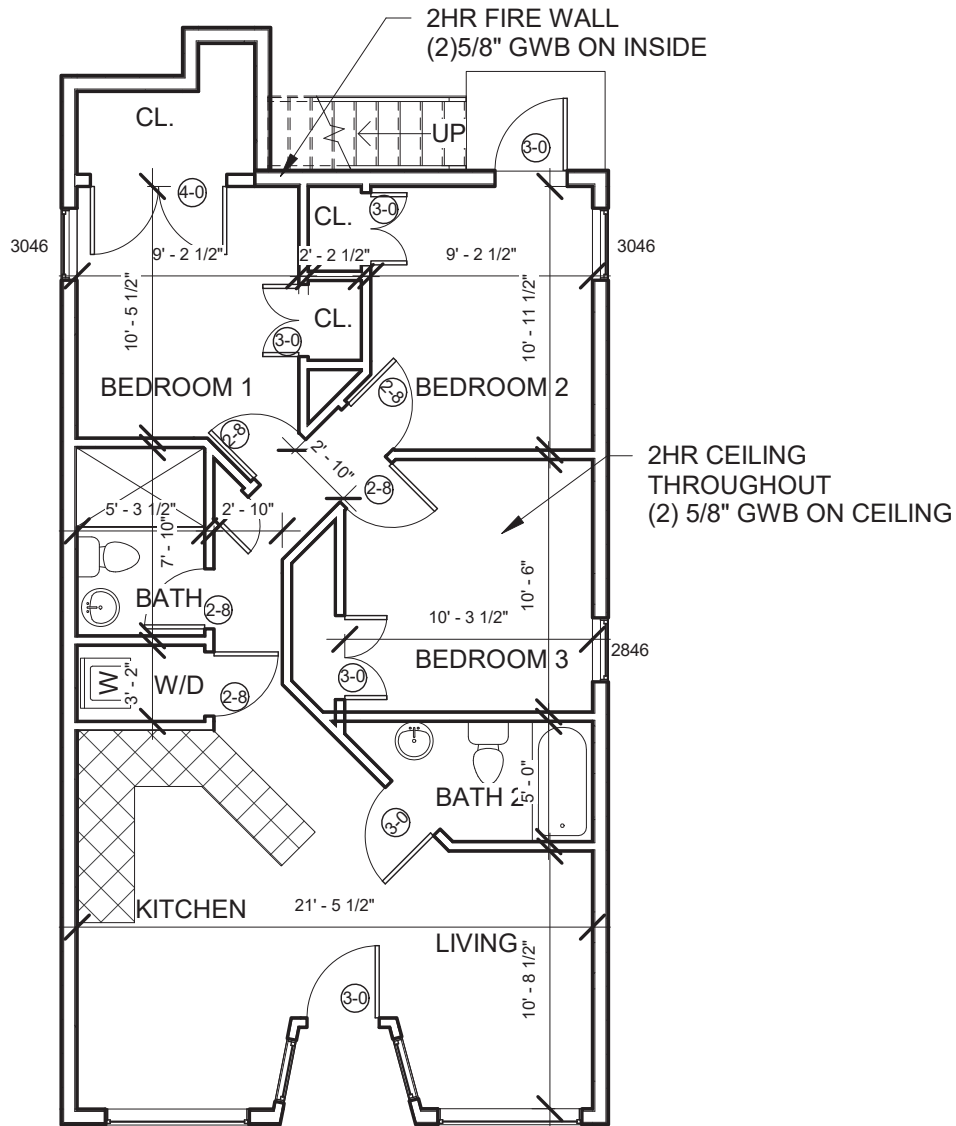 2HR FIRE WALL
(2)5/8" GWB ON INSIDE
CL.
UP
3-0
4-0
3-0
CL.
3046
9' - 2 1/2"
2' - 2 1/2"
9' - 2 1/2"
3046
10' - 5 1/2"
10' - 11 1/2"
CL.
3-0
BEDROOM 1
BEDROOM 2
2-8
2-8
2' - 10"
2HR CEILING
THROUGHOUT
(2) 5/8" GWB ON CEILING
2-8
5' - 3 1/2"
2' - 10"
7' - 10"
10' - 6"
BATH
2-8
10' - 3 1/2"
2846
BEDROOM 3
W
3' - 2"
W/D
2-8
3-0
BATH 2
5' - 0"
3-0
KITCHEN
21' - 5 1/2"
LIVING
10' - 8 1/2"
3-0